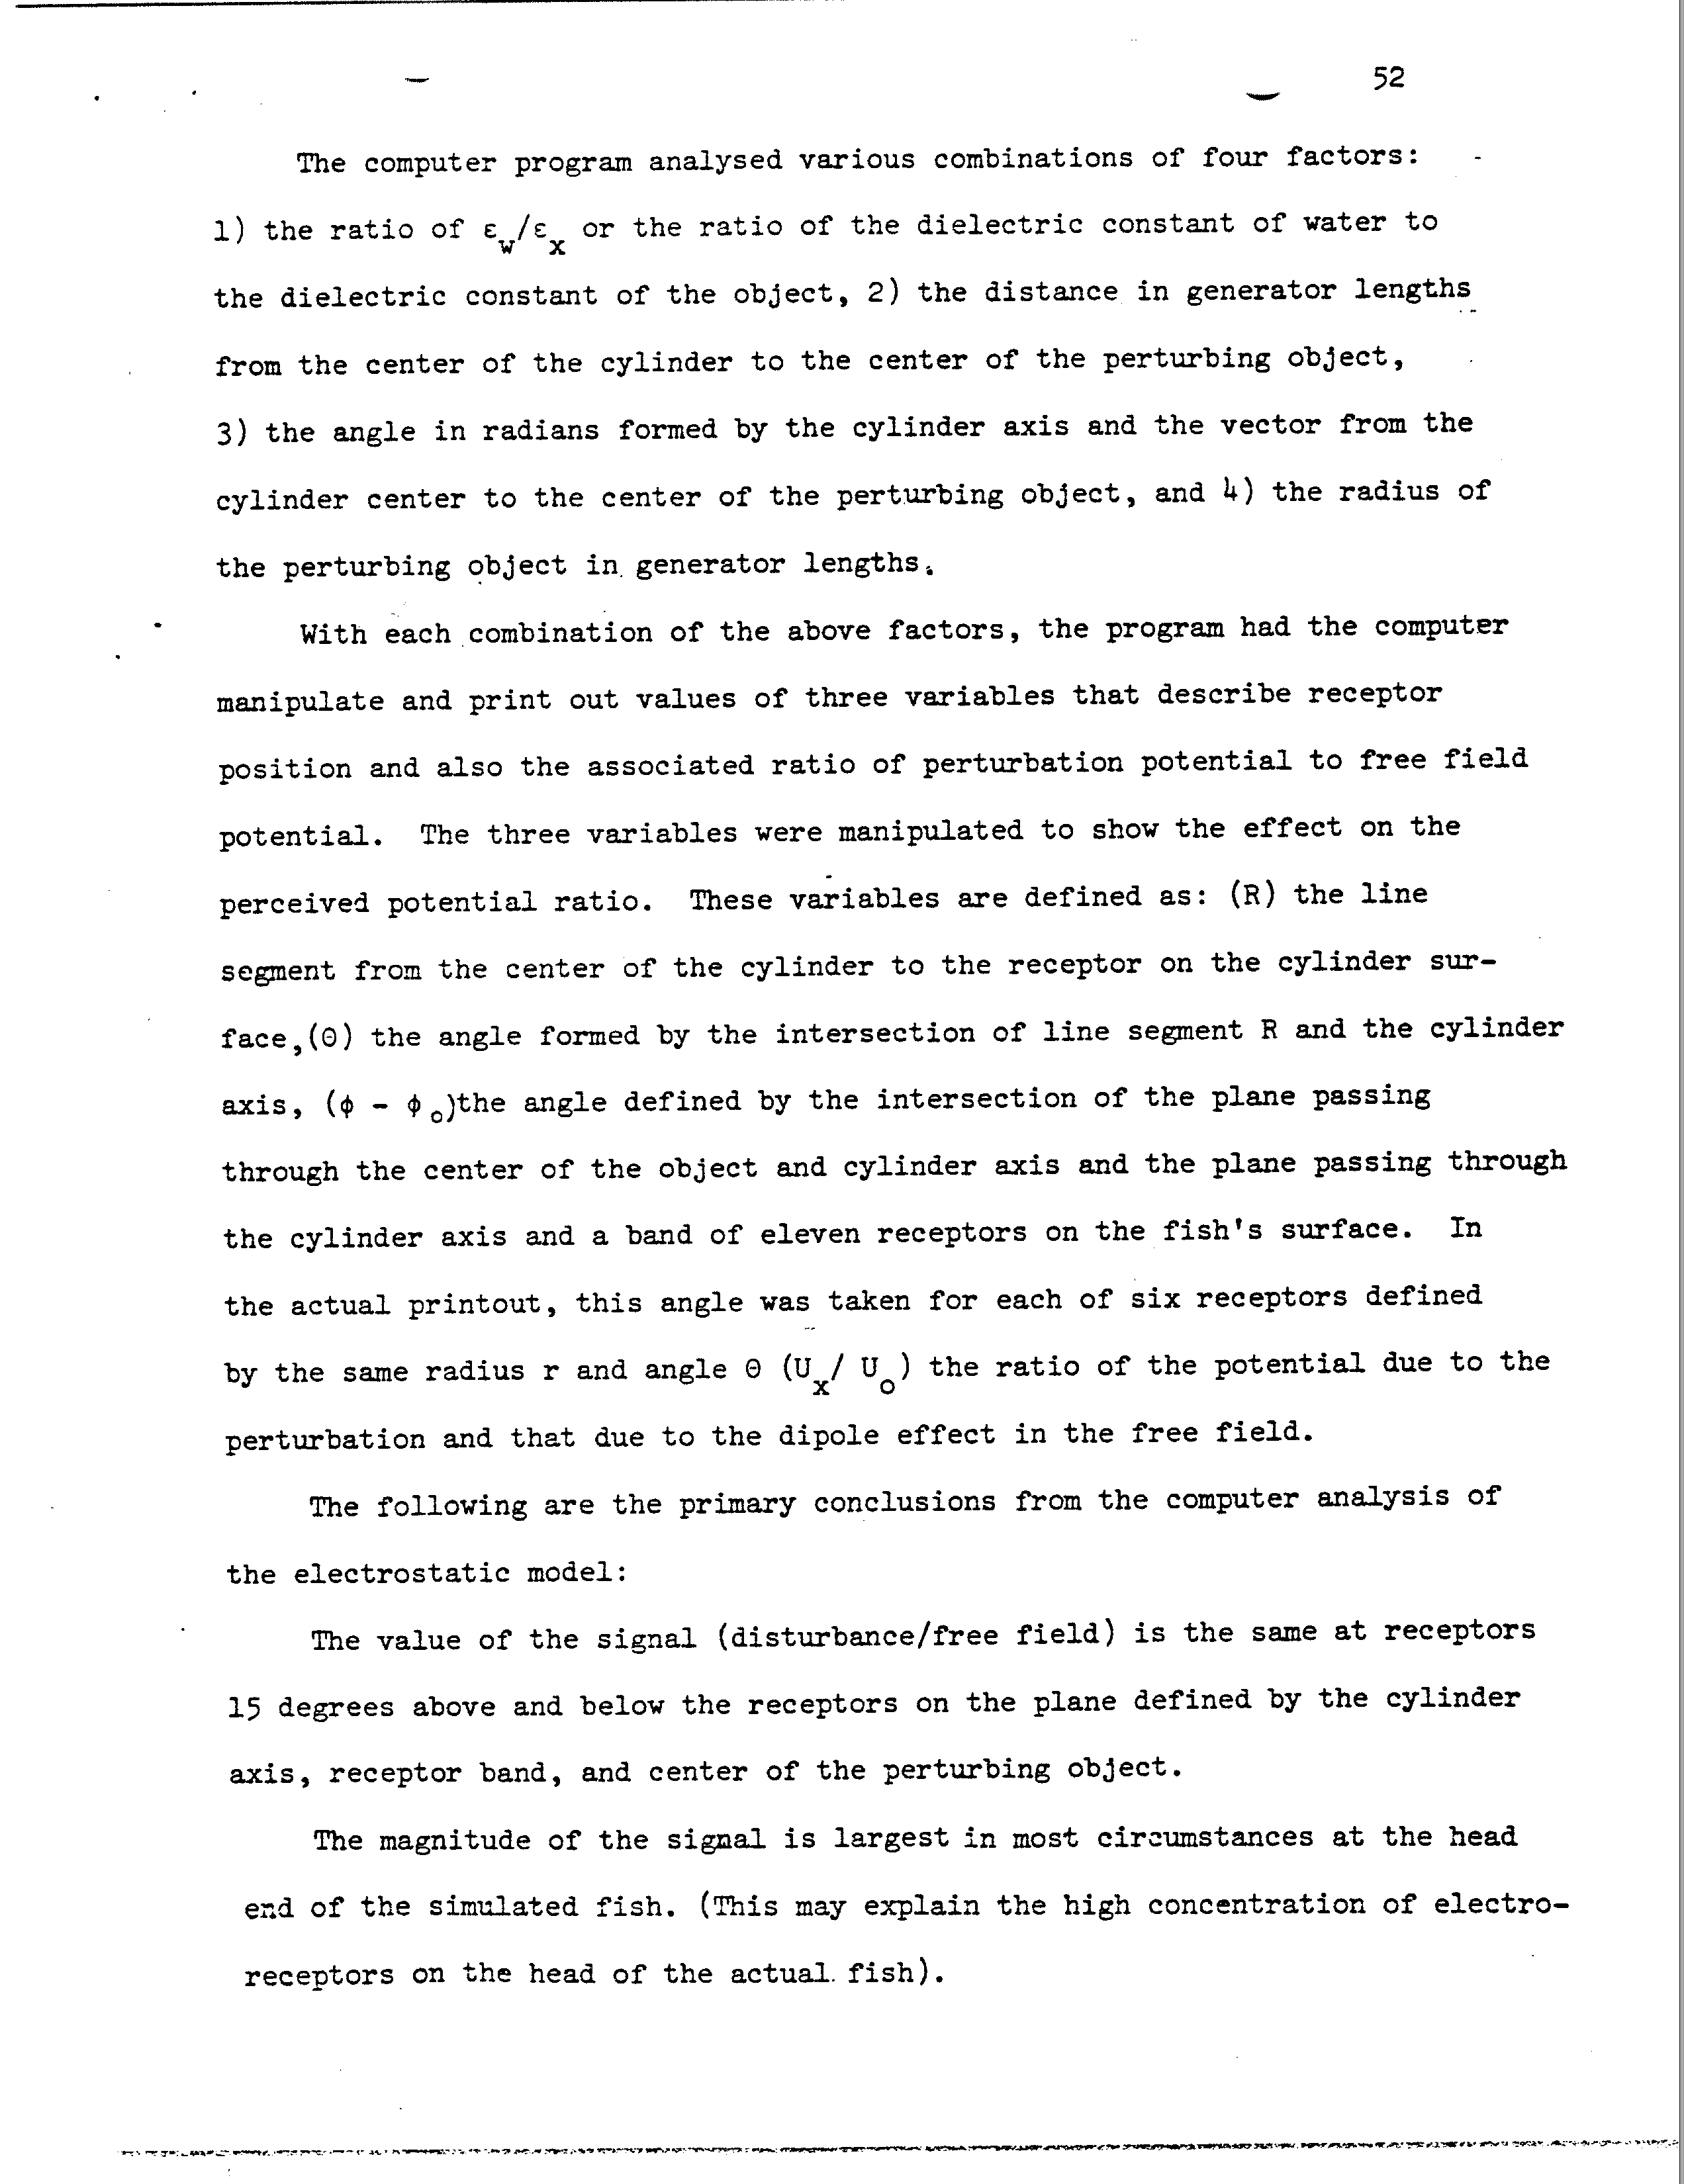 52
The computer program analysed various combinations of four factors:
1) the ratio of εw/εx or the ratio of the dielectric constant of water to
the dielectric constant of the object, 2) the distance in generator lengths
from the center of the cylinder to the center of the perturbing object,
3) the angle in radians formed by the cylinder axis and the vector from the
cylinder center to the center of the perturbing object, and 4) the radius of
the perturbing object in generator lengths.
With each combination of the above factors, the program had the computer
manipulate and print out values of three variables that describe receptor
position and also the associated ratio of perturbation potential to free field
potential. The three variables were manipulated to show the effect on the
perceived potential ratio. These variables are defined as: (R) the line
segment from the center of the cylinder to the receptor on the cylinder sur-
face,(Θ) the angle formed by the intersection of line segment R and the cylinder
axis, (ϕ - ϕo)the angle defined by the intersection of the plane passing
through the center of the object and cylinder axis and the plane passing through
the cylinder axis and a band of eleven receptors on the fish's surface. In
the actual printout, this angle was taken for each of six receptors defined
by the same radius r and angle Θ (Ux/ Uo) the ratio of the potential due to the
perturbation and that due to the dipole effect in the free field.
The following are the primary conclusions from the computer analysis of
the electrostatic model:
The value of the signal (disturbance/free field) is the same at receptors
15 degrees above and below the receptors on the plane defined by the cylinder
axis, receptor band, and center of the perturbing object.
The magnitude of the signal is largest in most circumstances at the head
end of the simulated fish. (This may explain the high concentration of electro-
receptors on the head of the actual fish).